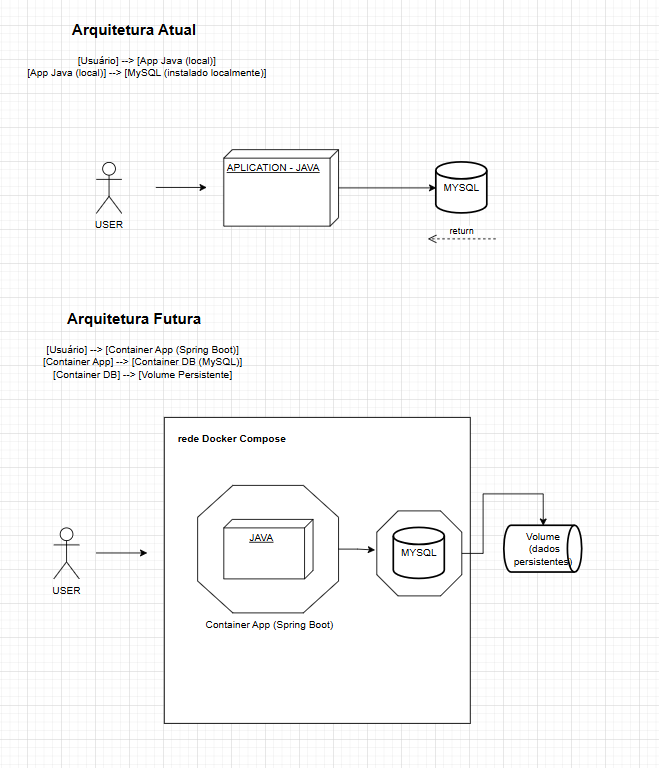 Arquitetura Atual
[Usuário] --> [App Java (local)]
[App Java (local)] --> [MySQL (instalado localmente)]
APLICATION - JAVA
MYSQL
USER
return
Arquitetura Futura
[Usuário] --> [Container App (Spring Boot)]
[Container App] --> [Container DB (MySQL)]
[Container DB] --> [Volume Persistente]
rede Docker Compose
JAVA
MYSQL
Volume
(dados
persistentes)
USER
Container App (Spring Boot)